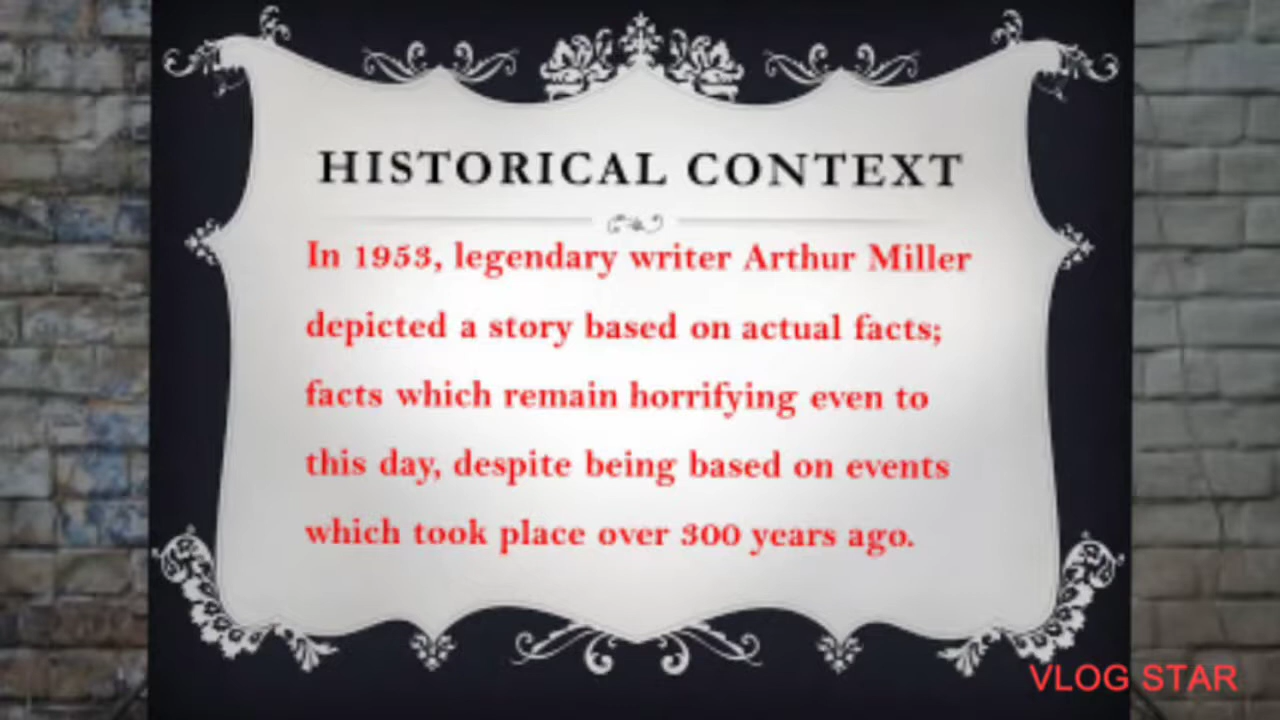 HISTORICAL CONTEXT
In 1953, legendary writer Arthur Miller
depicted a story based on actual facts;
facts which remain horrifying even to
this day, despite being based on events
which took place over 300 years ago.
VLOG STAR